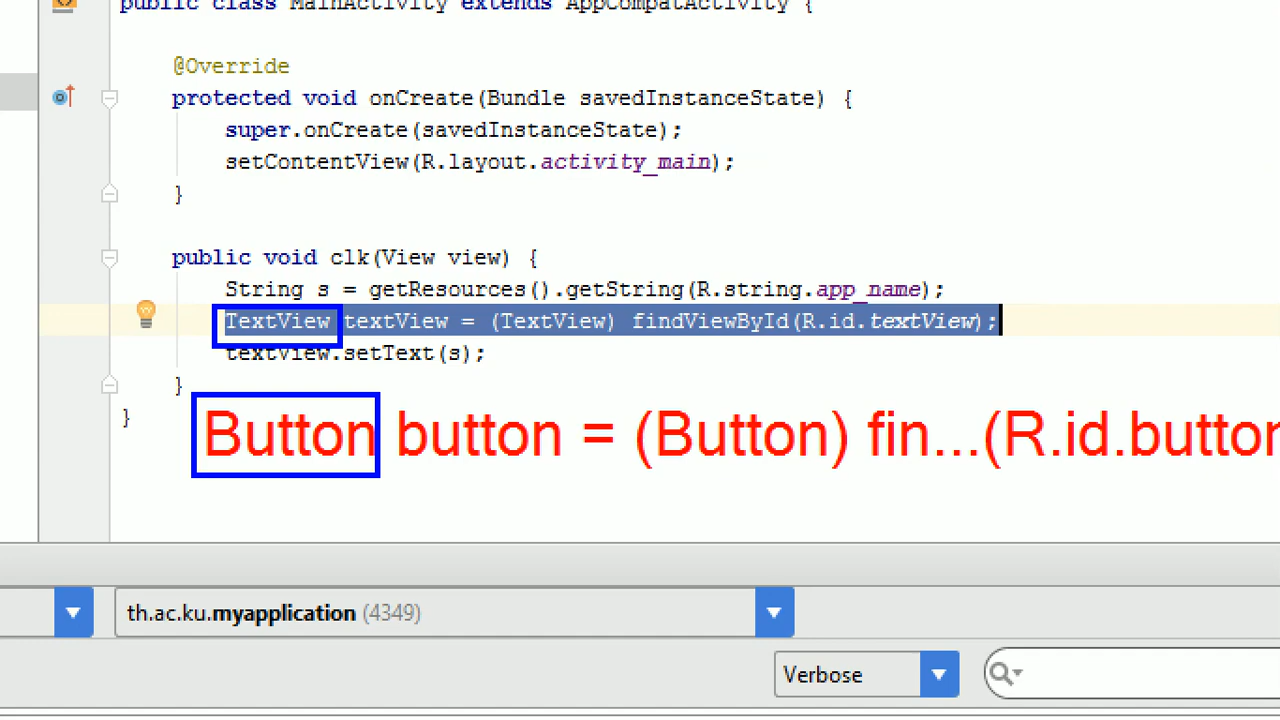 public class MainActivity extends AppCompatActivity {
@Override
protected void onCreate(Bundle savedInstanceState) {
super.onCreate(savedInstanceState);
setContentView(R.layout.activity_main);
}
public void clk(View view) {
String s = getResources().getString(R.string.app_name);
TextView textView = (TextView) findViewById(R.id.textView);
textView.setText(s);
}
}
Button button = (Button) fin...(R.id.button
th.ac.ku.myapplication (4349)
Verbose